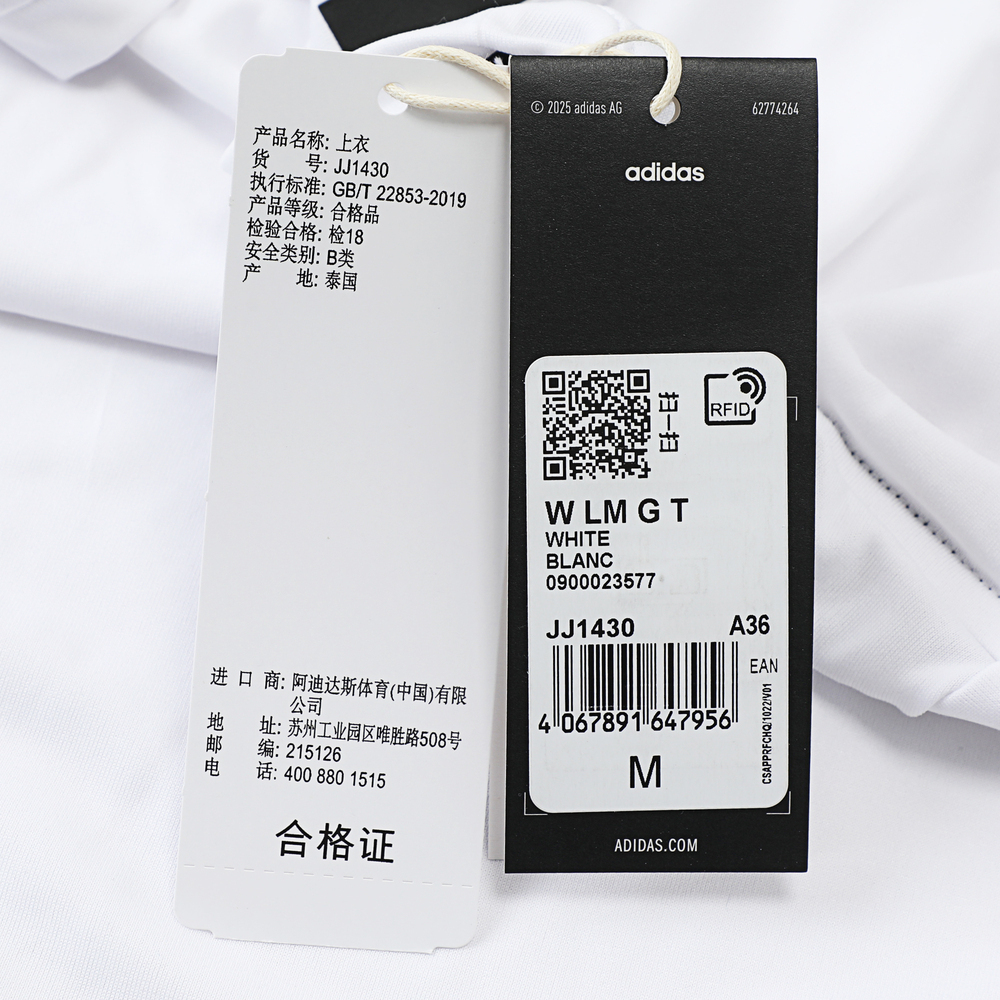 产品名称: 上衣
货 号: JJ1430
执行标准: GB/T 22853-2019
产品等级: 合格品
检验合格: 检18
安全类别: B类
产 地: 泰国
进 口 商: 阿迪达斯体育(中国)有限
公司
地 址: 苏州工业园区唯胜路508号
邮 编: 215126
电 话: 400 880 1515
合格证
© 2025 adidas AG
62774264
adidas
扫一扫
RFID
W LM G T
WHITE
BLANC
0900023577
JJ1430 A36
EAN
4 067891 647956
CSAPPRFCHQ/1022/V01
M
ADIDAS.COM